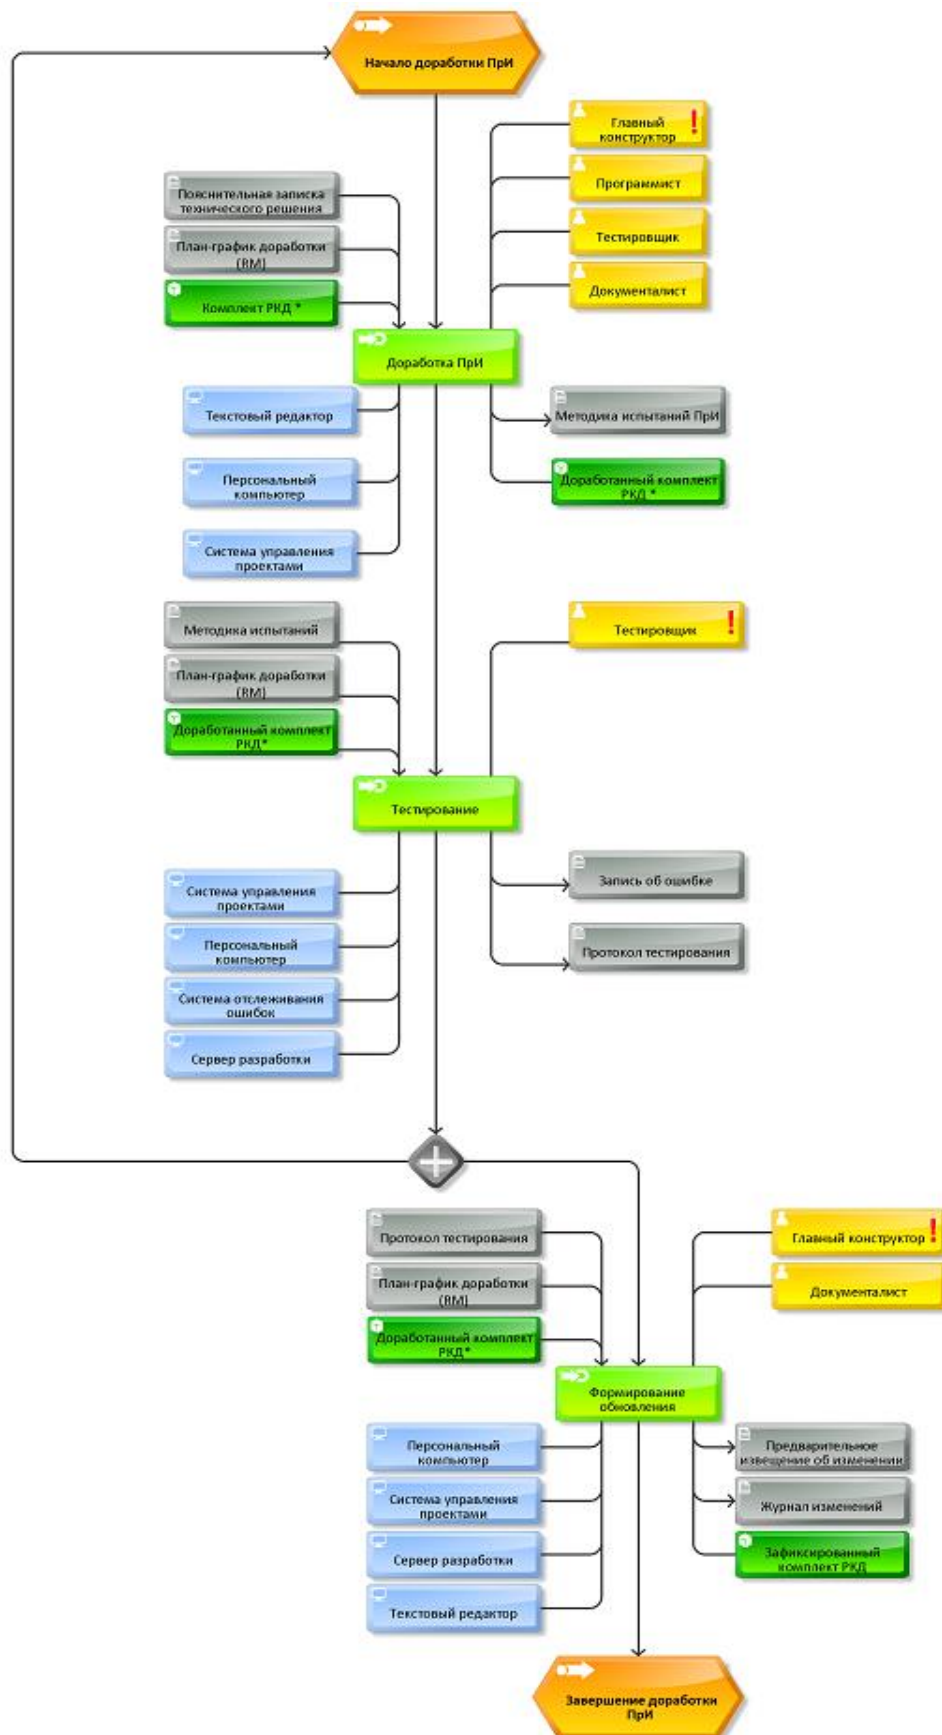 Начало доработки ПрИ
Главный
конструктор
Программист
Тестировщик
Документалист
Пояснительная записка
технического решения
План-график доработки
(RM)
Комплект РКД *
Доработка ПрИ
Текстовый редактор
Персональный
компьютер
Система управления
проектами
Методика испытаний ПрИ
Доработанный комплект
РКД *
Методика испытаний
План-график доработки
(RM)
Доработанный комплект
РКД*
Тестировщик
Тестирование
Система управления
проектами
Персональный
компьютер
Система отслеживания
ошибок
Сервер разработки
Запись об ошибке
Протокол тестирования
Протокол тестирования
План-график доработки
(RM)
Доработанный комплект
РКД*
Главный конструктор
Документалист
Формирование
обновления
Персональный
компьютер
Система управления
проектами
Сервер разработки
Текстовый редактор
Предварительное
извещение об изменении
Журнал изменений
Зафиксированный
комплект РКД
Завершение доработки
ПрИ